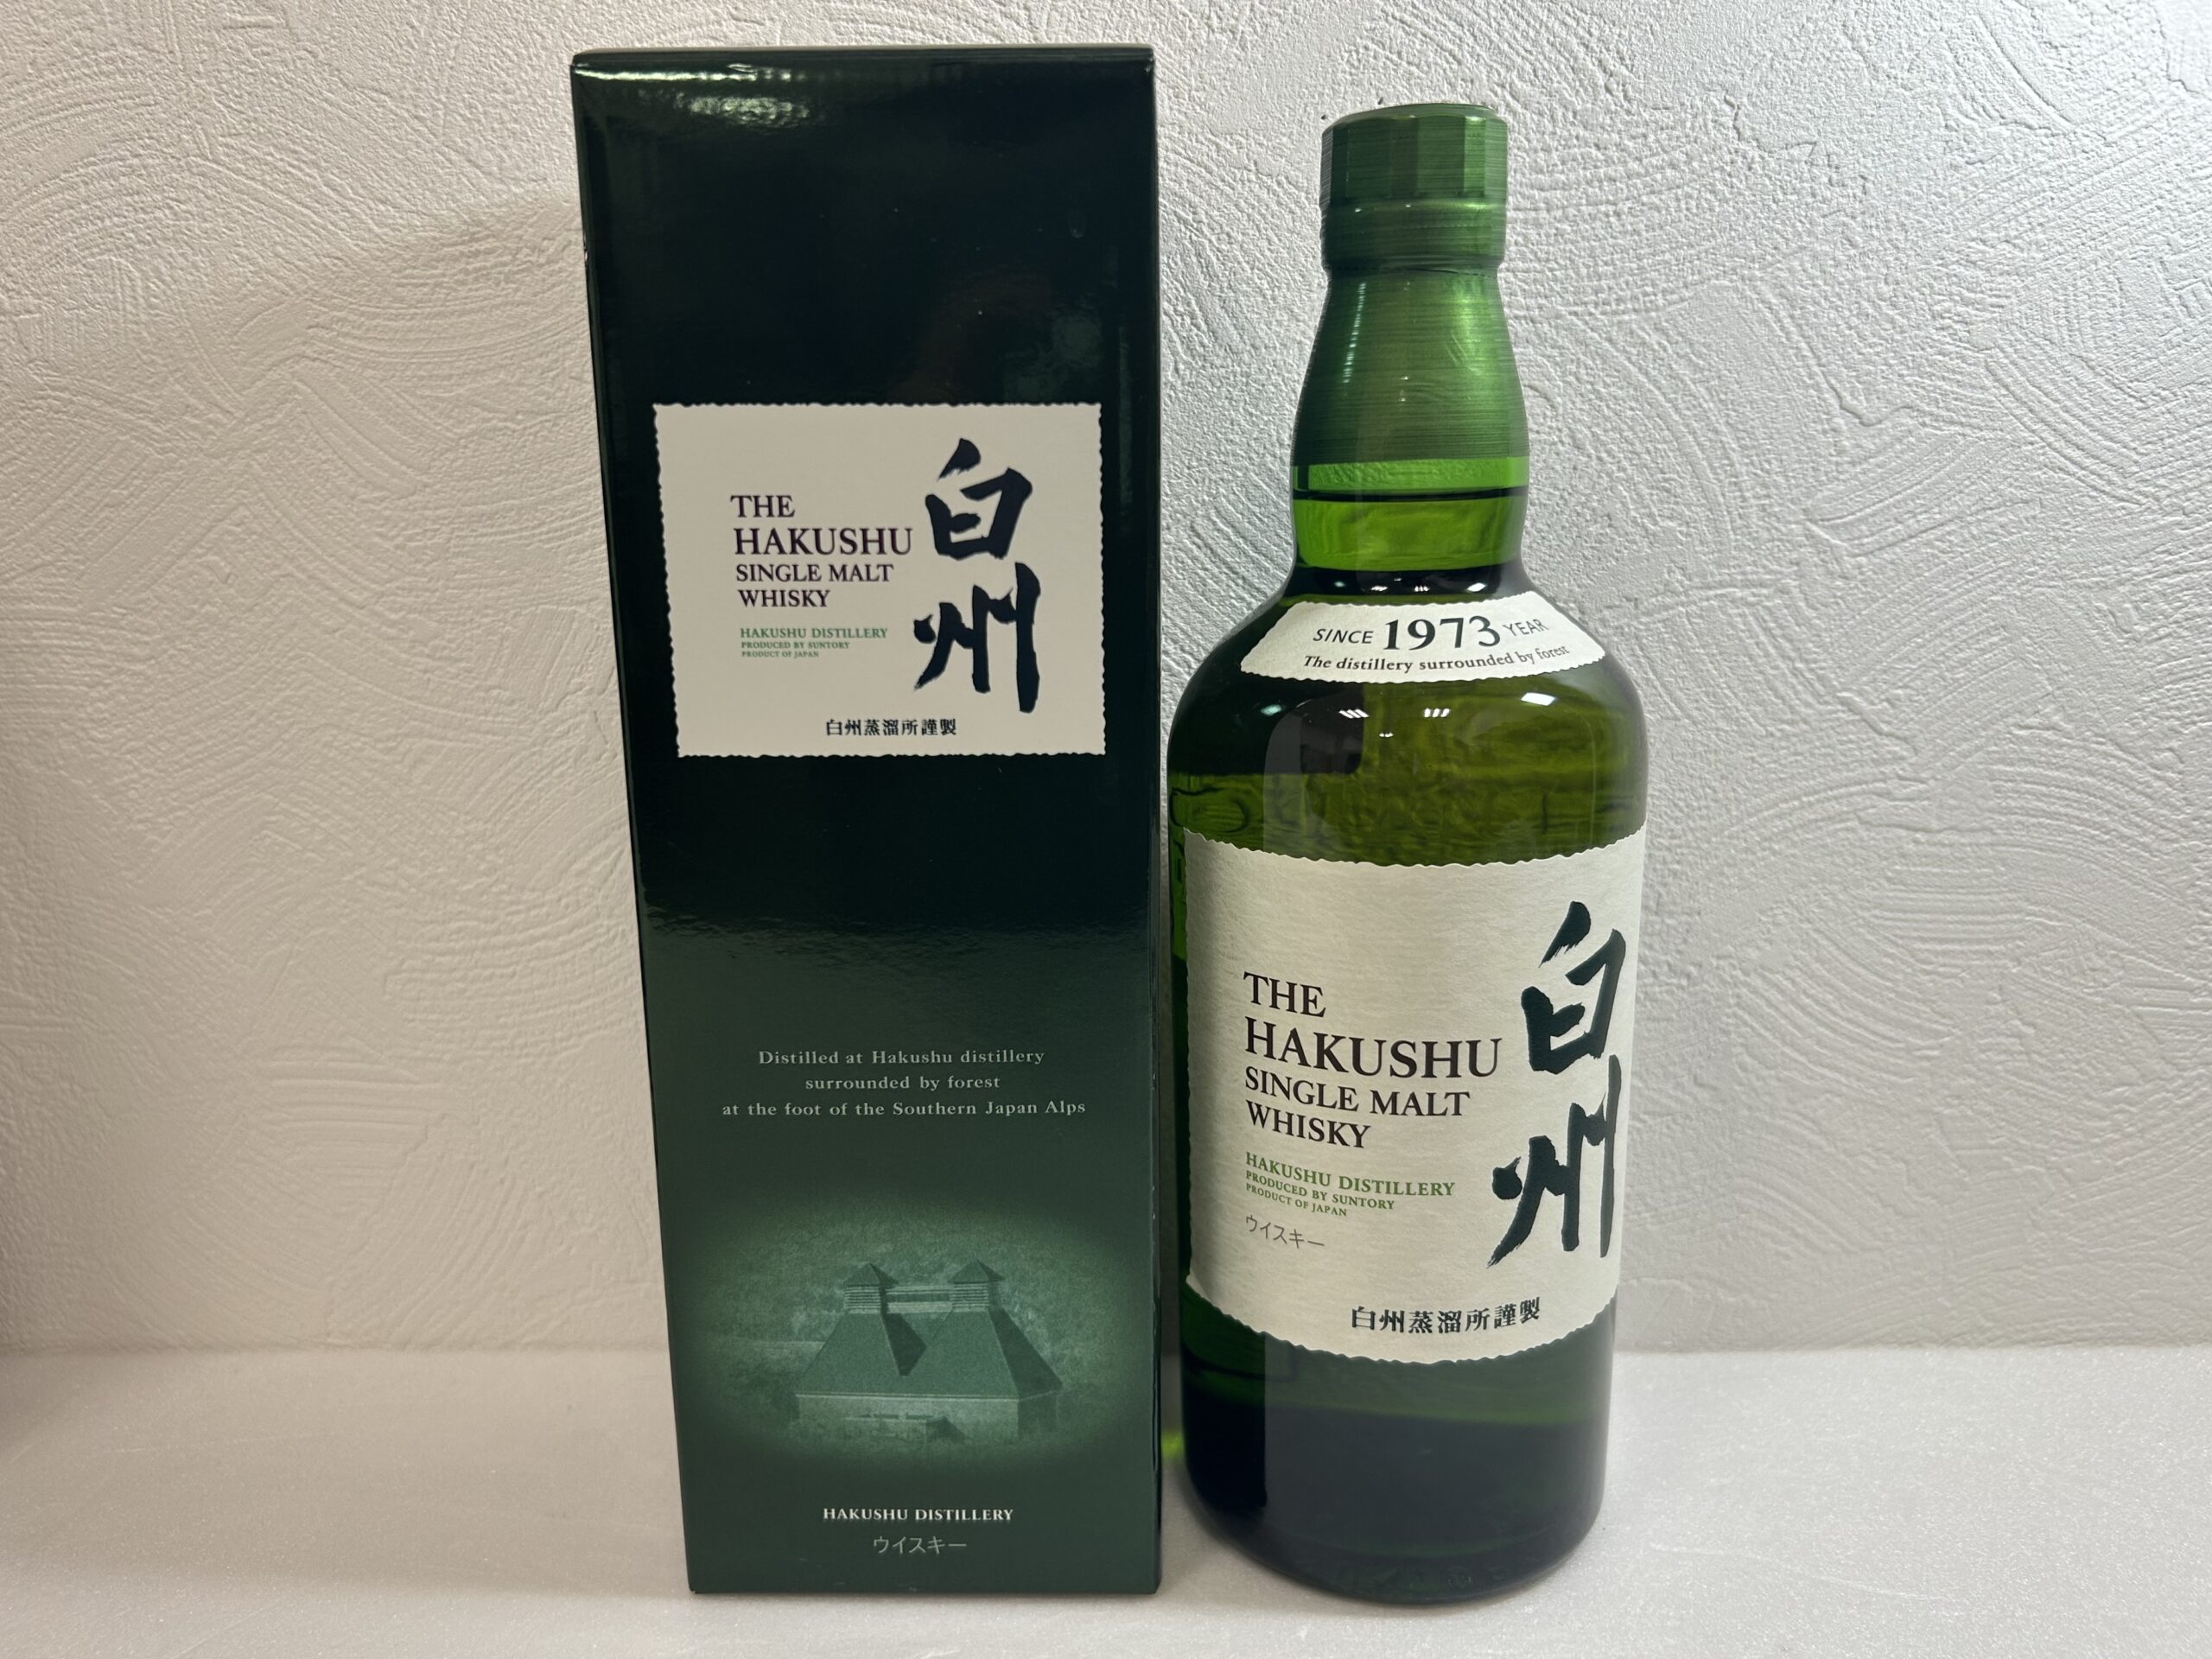 THE
HAKUSHU
SINGLE MALT
WHISKY
HAKUSHU DISTILLERY
PRODUCED BY SUNTORY
PRODUCT OF JAPAN
白州
白州蒸溜所謹製
Distilled at Hakushu distillery
surrounded by forest
at the foot of the Southern Japan Alps
HAKUSHU DISTILLERY
ウイスキー
SINCE 1973 YEAR
The distillery surrounded by forest
THE
HAKUSHU
SINGLE MALT
WHISKY
HAKUSHU DISTILLERY
PRODUCED BY SUNTORY
PRODUCT OF JAPAN
ウイスキー
白州
白州蒸溜所謹製